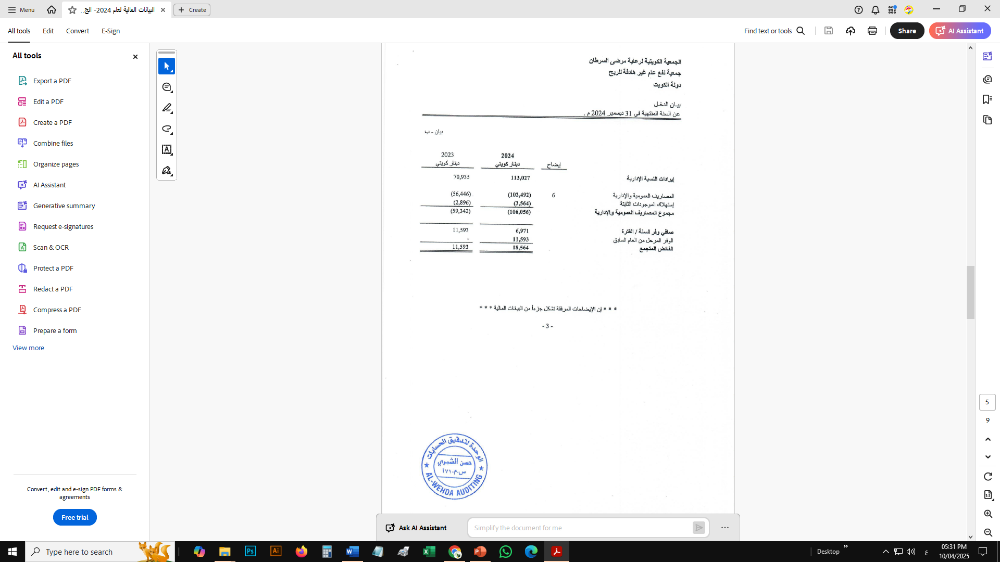 Menu
البيانات المالية لعام 2024- الج..
Create
All tools
Edit
Convert
E-Sign
Find text or tools
Share
AI Assistant
All tools
Export a PDF
Edit a PDF
Create a PDF
Combine files
Organize pages
AI Assistant
Generative summary
Request e-signatures
Scan & OCR
Protect a PDF
Redact a PDF
Compress a PDF
Prepare a form
View more
Convert, edit and e-sign PDF forms & agreements
Free trial
الجمعية الكويتية لرعاية مرضى السرطان
جمعية نفع عام غير هادفة للربح
دولة الكويت
بيـان الدخـل
عن السنة المنتهية في 31 ديسمبر 2024 م .
بيان - ب
2024 2023
إيضاح دينار كويتي دينار كويتي
إيرادات النسبة الإدارية 113,027 70,935
المصاريف العمومية والإدارية 6 (102,492) (56,446)
إستهلاك الموجودات الثابتة (3,564) (2,896)
مجموع المصاريف العمومية والإدارية (106,056) (59,342)
صافي وفر السنة / الفترة 6,971 11,593
الوفر المرحل من العام السابق 11,593 -
الفائض المتجمع 18,564 11,593
* * * إن الإيضاحات المرفقة تشكل جزءاً من البيانات المالية * * *
- 3 -
الوحدة لتدقيق الحسابات
حسن الشمري
AL-WEHDA AUDITING
5
9
1:1
Ask AI Assistant
Simplify the document for me
Type here to search
Desktop
ع
05:31 PM
10/04/2025